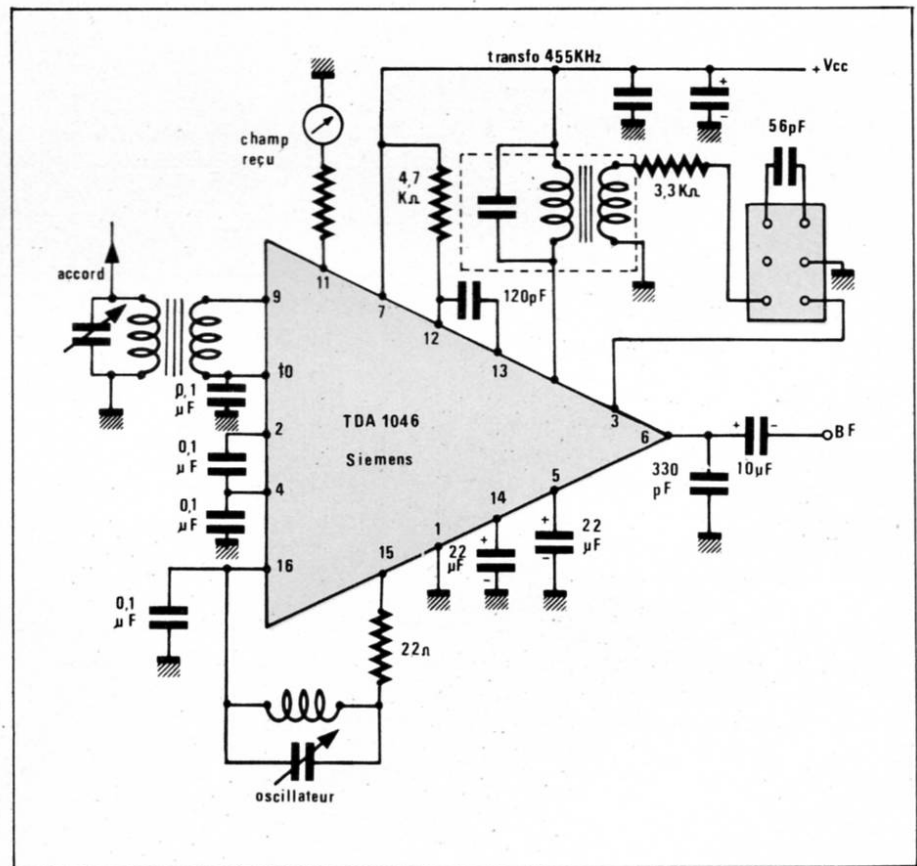 transfo 455KHz
+ Vcc
56pF
champ
reçu
4,7
KΩ
3,3KΩ
accord
11
9
7
120pF
12
10
13
0,1
µF
2
TDA 1046
3
6
BF
+ -
Siemens
0,1
µF
330
pF
10µF
4
5
14
0,1
µF
1
22
µF
+
-
22
µF
+
-
15
16
0,1
µF
22Ω
oscillateur
+
-